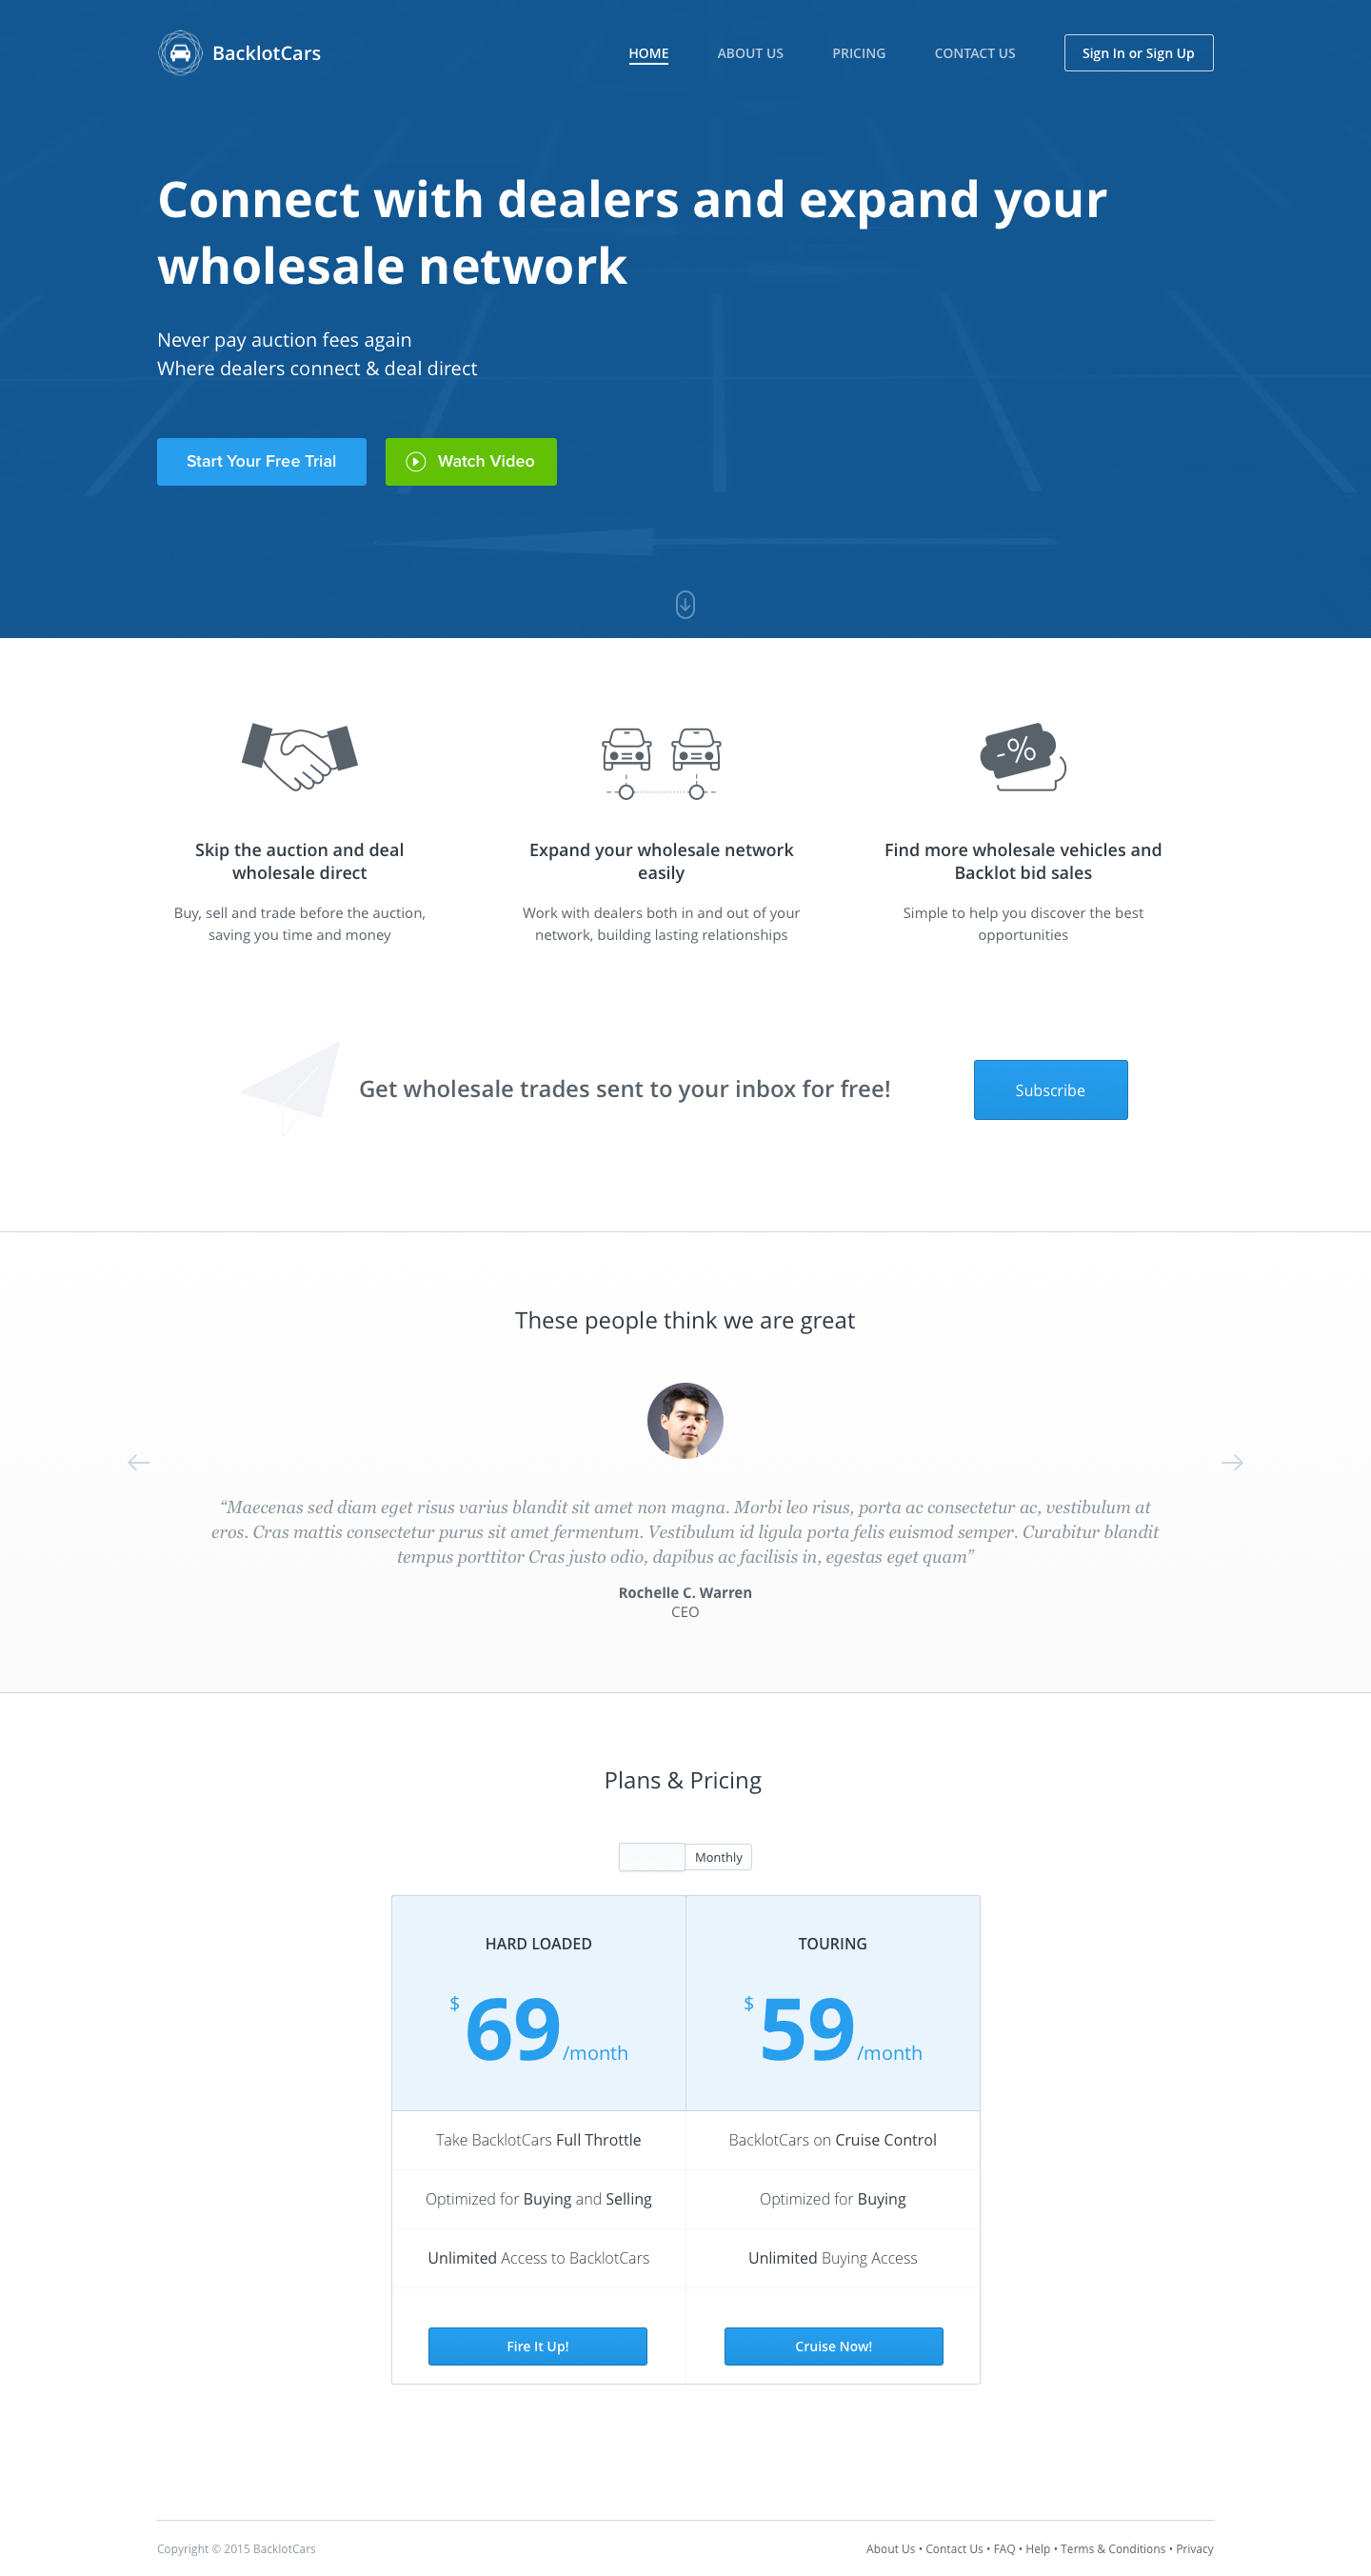 BacklotCars
HOME ABOUT US PRICING CONTACT US Sign In or Sign Up
Connect with dealers and expand your
wholesale network
Never pay auction fees again
Where dealers connect & deal direct
Start Your Free Trial
Watch Video
-%
Skip the auction and deal
wholesale direct
Buy, sell and trade before the auction,
saving you time and money
Expand your wholesale network
easily
Work with dealers both in and out of your
network, building lasting relationships
Find more wholesale vehicles and
Backlot bid sales
Simple to help you discover the best
opportunities
Get wholesale trades sent to your inbox for free!
Subscribe
These people think we are great
“Maecenas sed diam eget risus varius blandit sit amet non magna. Morbi leo risus, porta ac consectetur ac, vestibulum at
eros. Cras mattis consectetur purus sit amet fermentum. Vestibulum id ligula porta felis euismod semper. Curabitur blandit
tempus porttitor Cras justo odio, dapibus ac facilisis in, egestas eget quam”
Rochelle C. Warren
CEO
Plans & Pricing
Monthly
HARD LOADED
$69/month
Take BacklotCars Full Throttle
Optimized for Buying and Selling
Unlimited Access to BacklotCars
Fire It Up!
TOURING
$59/month
BacklotCars on Cruise Control
Optimized for Buying
Unlimited Buying Access
Cruise Now!
Copyright © 2015 BacklotCars
About Us • Contact Us • FAQ • Help • Terms & Conditions • Privacy